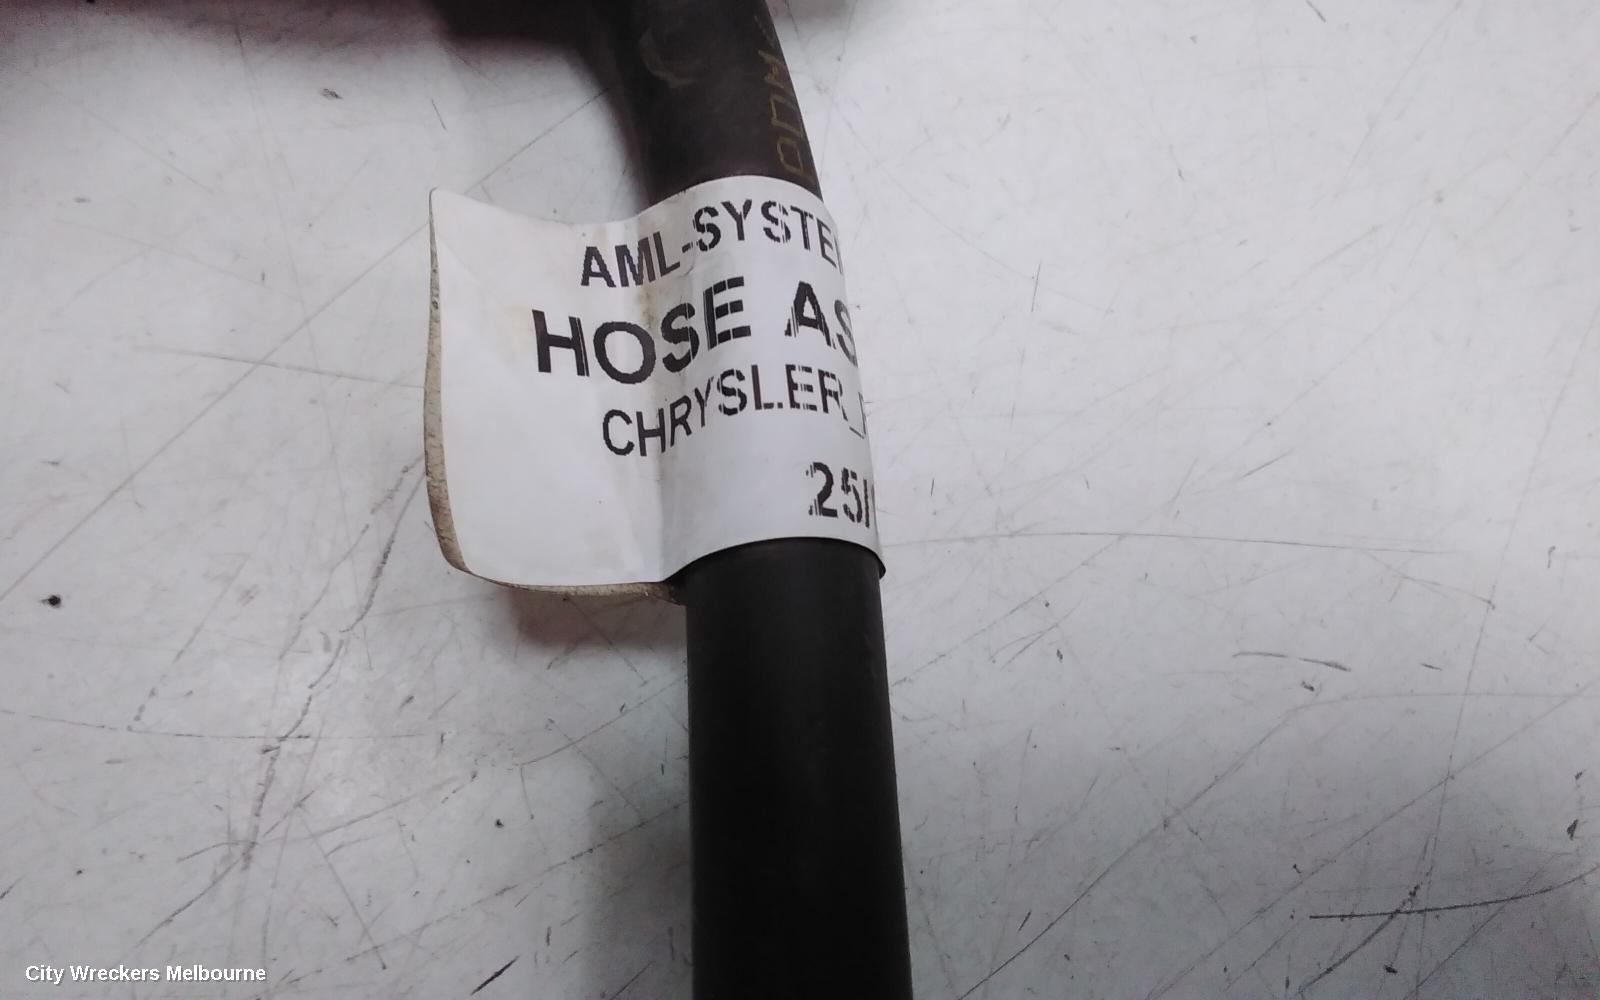 AML-SYSTE
HOSE AS
CHRYSLER_
25/
City Wreckers Melbourne